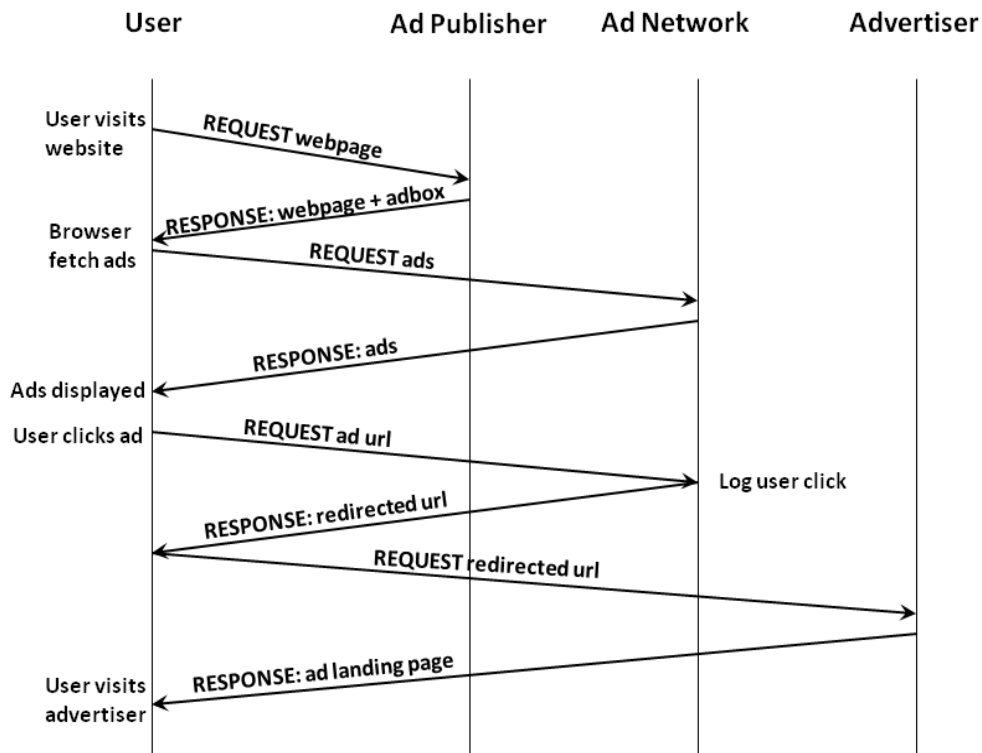 User Ad Publisher Ad Network Advertiser
User visits
website
REQUEST webpage
RESPONSE: webpage + adbox
Browser
fetch ads
REQUEST ads
RESPONSE: ads
Ads displayed
User clicks ad
REQUEST ad url
Log user click
RESPONSE: redirected url
REQUEST redirected url
RESPONSE: ad landing page
User visits
advertiser